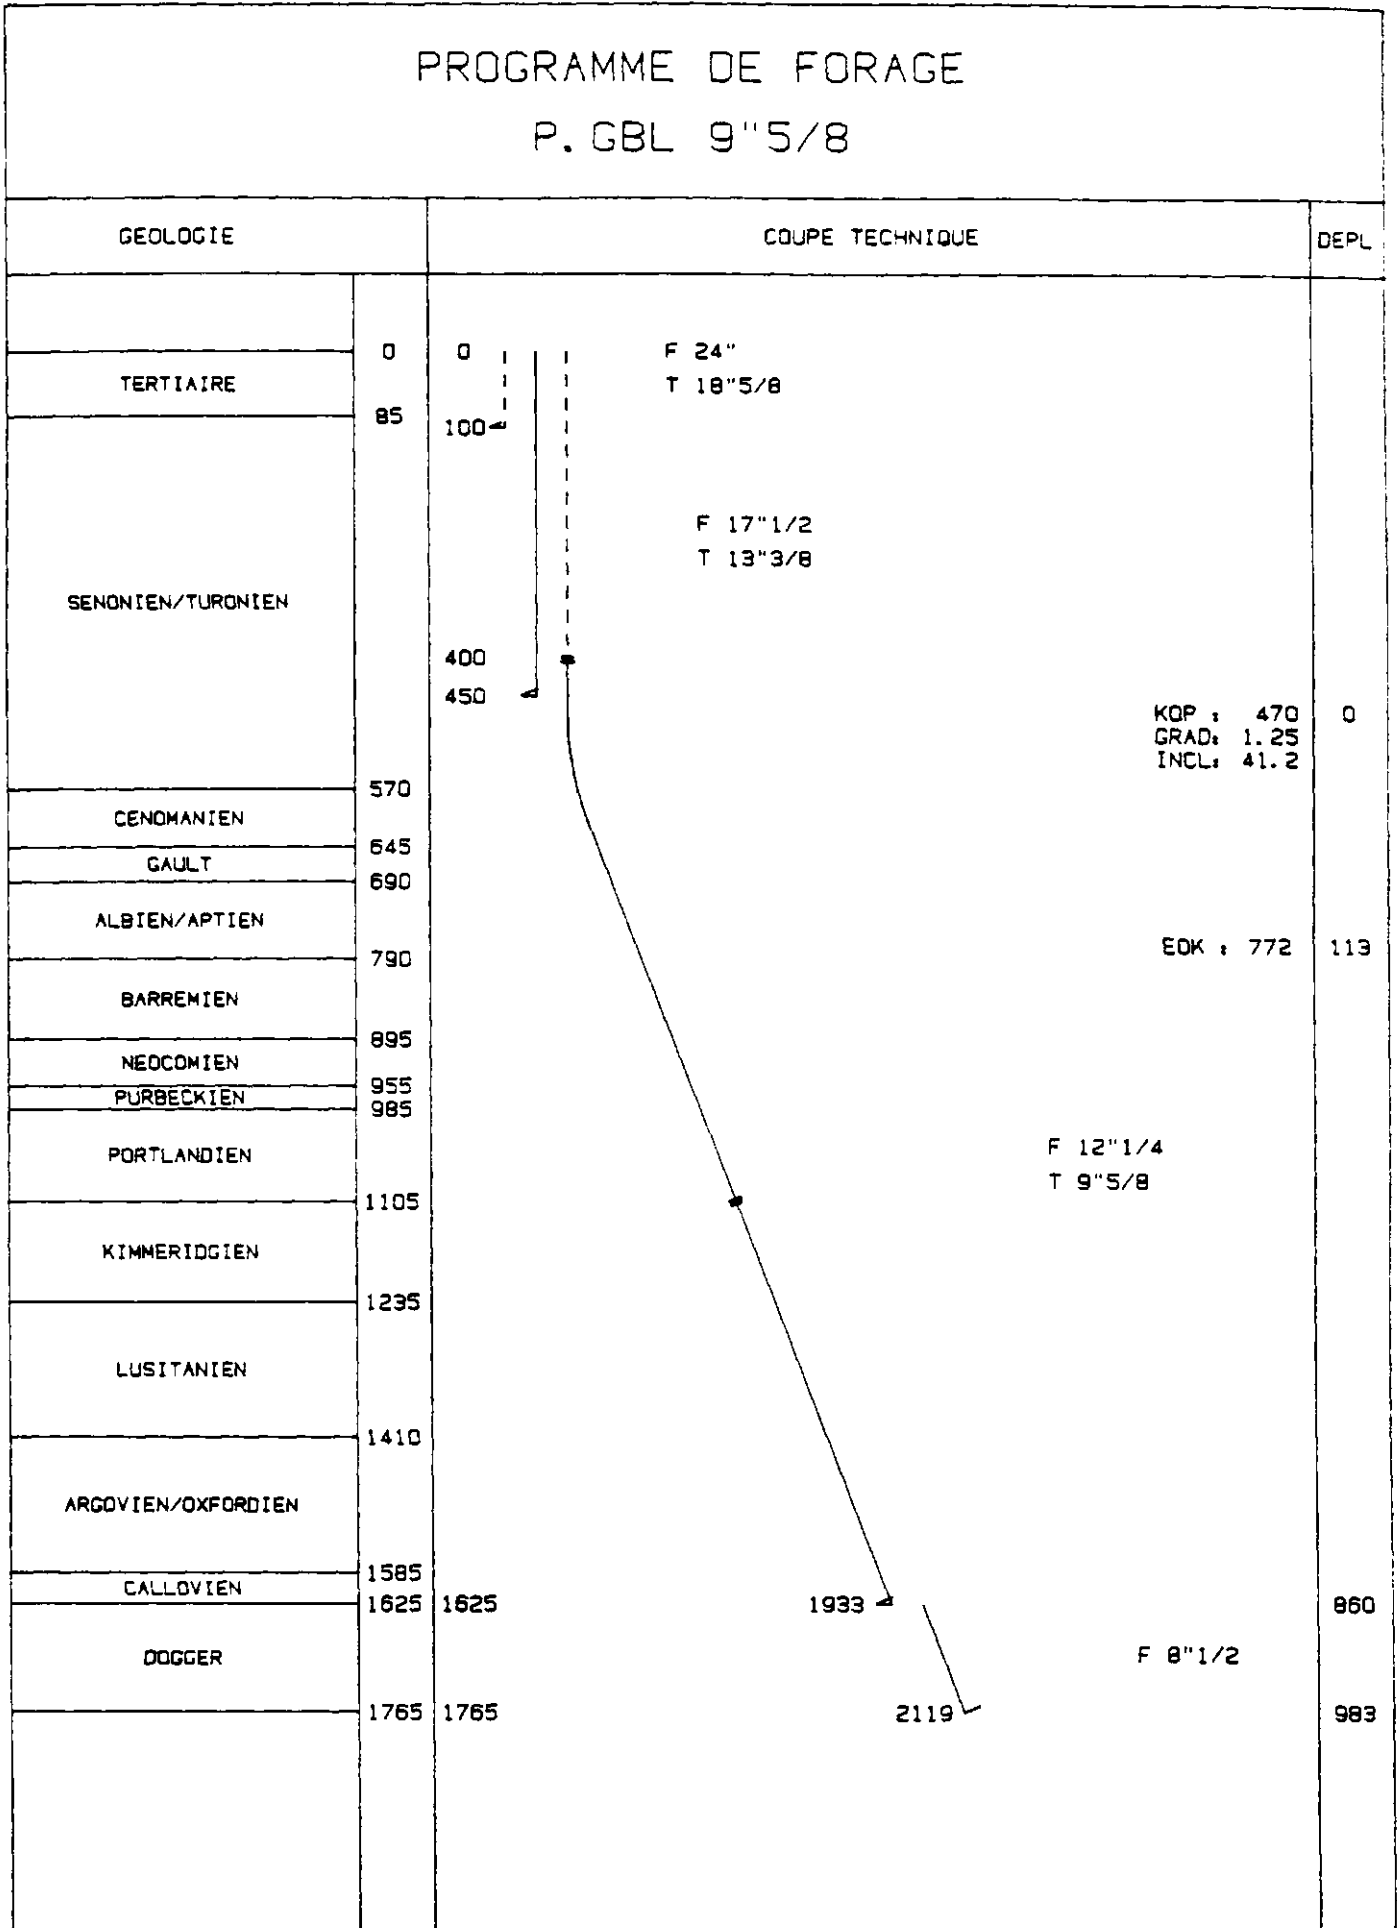 PROGRAMME DE FORAGE
P. GBL 9"5/8
GEOLOGIE
COUPE TECHNIQUE
DEPL
0
0
F 24"
TERTIAIRE
T 18"5/8
85
100
F 17"1/2
T 13"3/8
SENONIEN/TURONIEN
400
450
KOP : 470
0
GRAD: 1.25
INCL: 41.2
570
CENOMANIEN
645
GAULT
690
ALBIEN/APTIEN
EOK : 772
113
790
BARREMIEN
895
NEOCOMIEN
955
PURBECKIEN
985
PORTLANDIEN
F 12"1/4
T 9"5/8
1105
KIMMERIDGIEN
1235
LUSITANIEN
1410
ARGOVIEN/OXFORDIEN
1585
CALLOVIEN
1625
1625
1933
860
DOGGER
F 8"1/2
1765
1765
2119
983